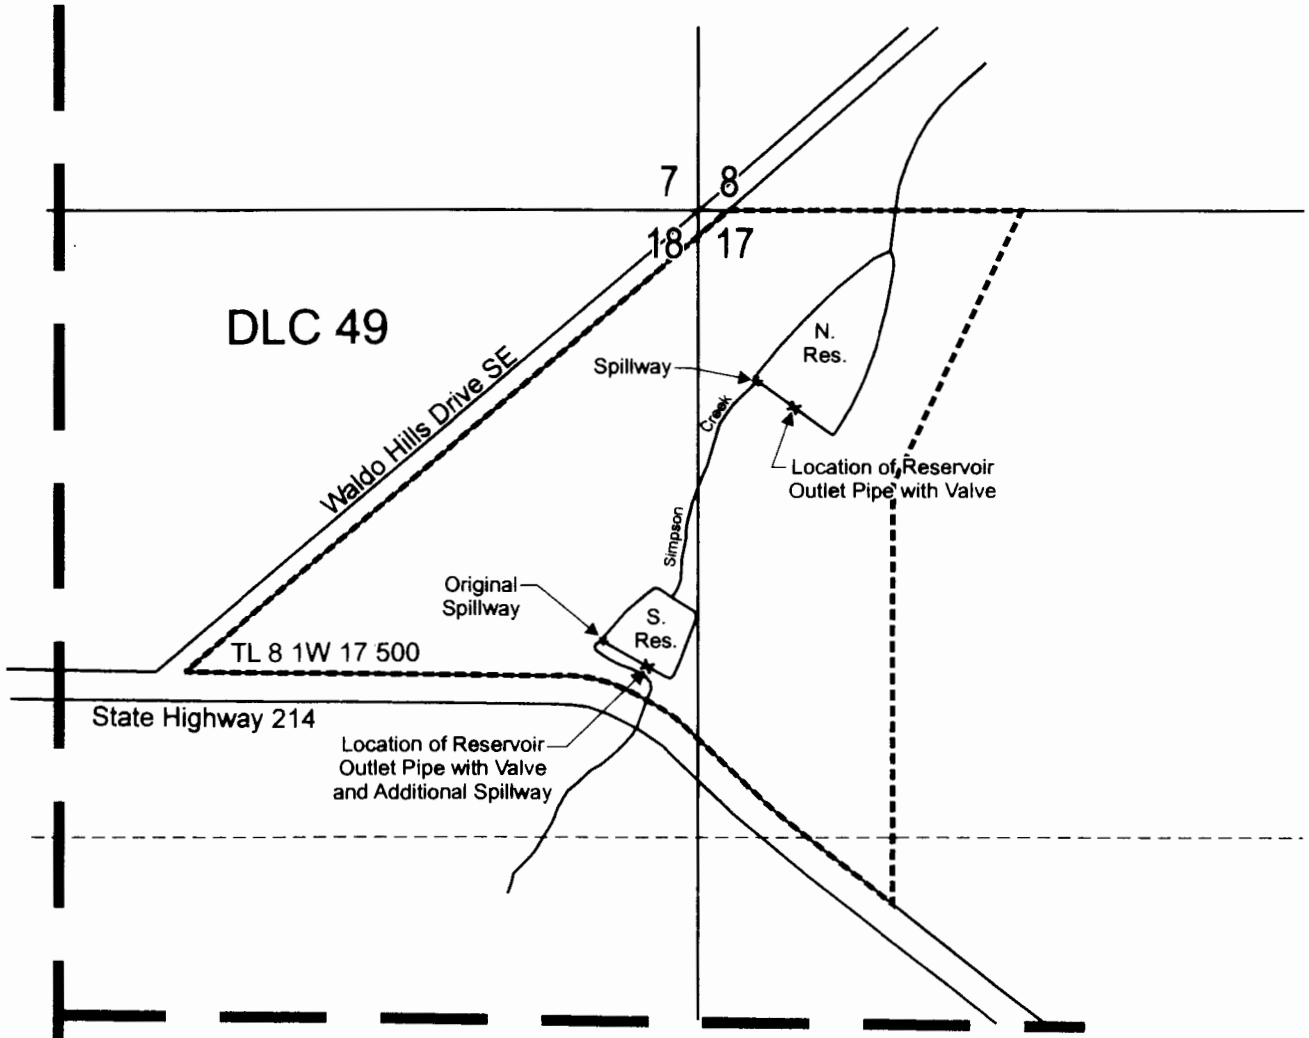 7 8
18 17
DLC 49
N.
Res.
Spillway
Waldo Hills Drive SE
Creek
Location of Reservoir
Outlet Pipe with Valve
Simpson
Original
Spillway
S.
Res.
TL 8 1W 17 500
State Highway 214
Location of Reservoir
Outlet Pipe with Valve
and Additional Spillway